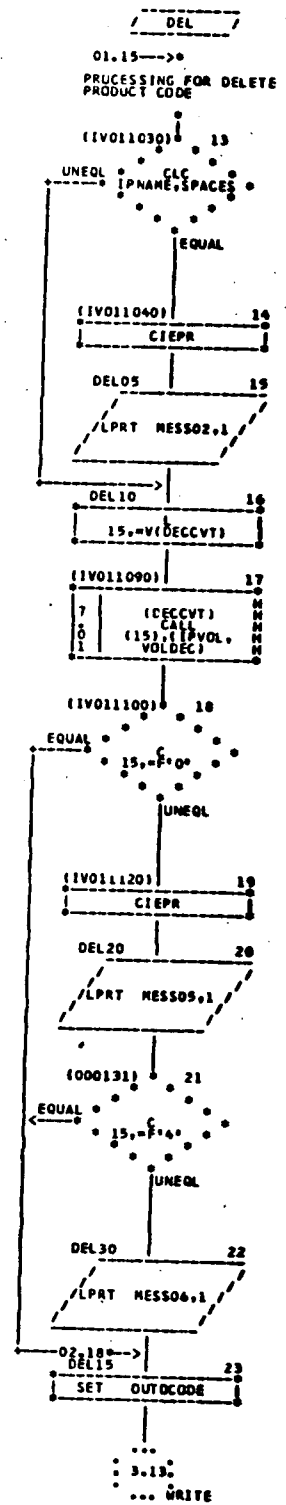 DEL
01.15--->*
PRUCESSING FOR DELETE
PRODUCT CODE
(IV011030) 13
UNEQL
CLC
IPNAME,SPACES
EQUAL
(IV011040) 14
CIEPR
DEL05 15
LPRT MESS02,1
DEL10 16
L
15,=V(DECCVT)
(IV011090) 17
7.01
(DECCVT)
CALL
(15),(IPVOL,
VOLDEC)
(IV011100) 18
EQUAL
C
15,=F'0'
UNEQL
(IV011120) 19
CIEPR
DEL20 20
LPRT MESS05,1
(000131) 21
EQUAL
C
15,=F'4'
UNEQL
DEL30 22
LPRT MESS06,1
02.18*-->
DEL15 23
SET OUTOCODE
3.13
WRITE